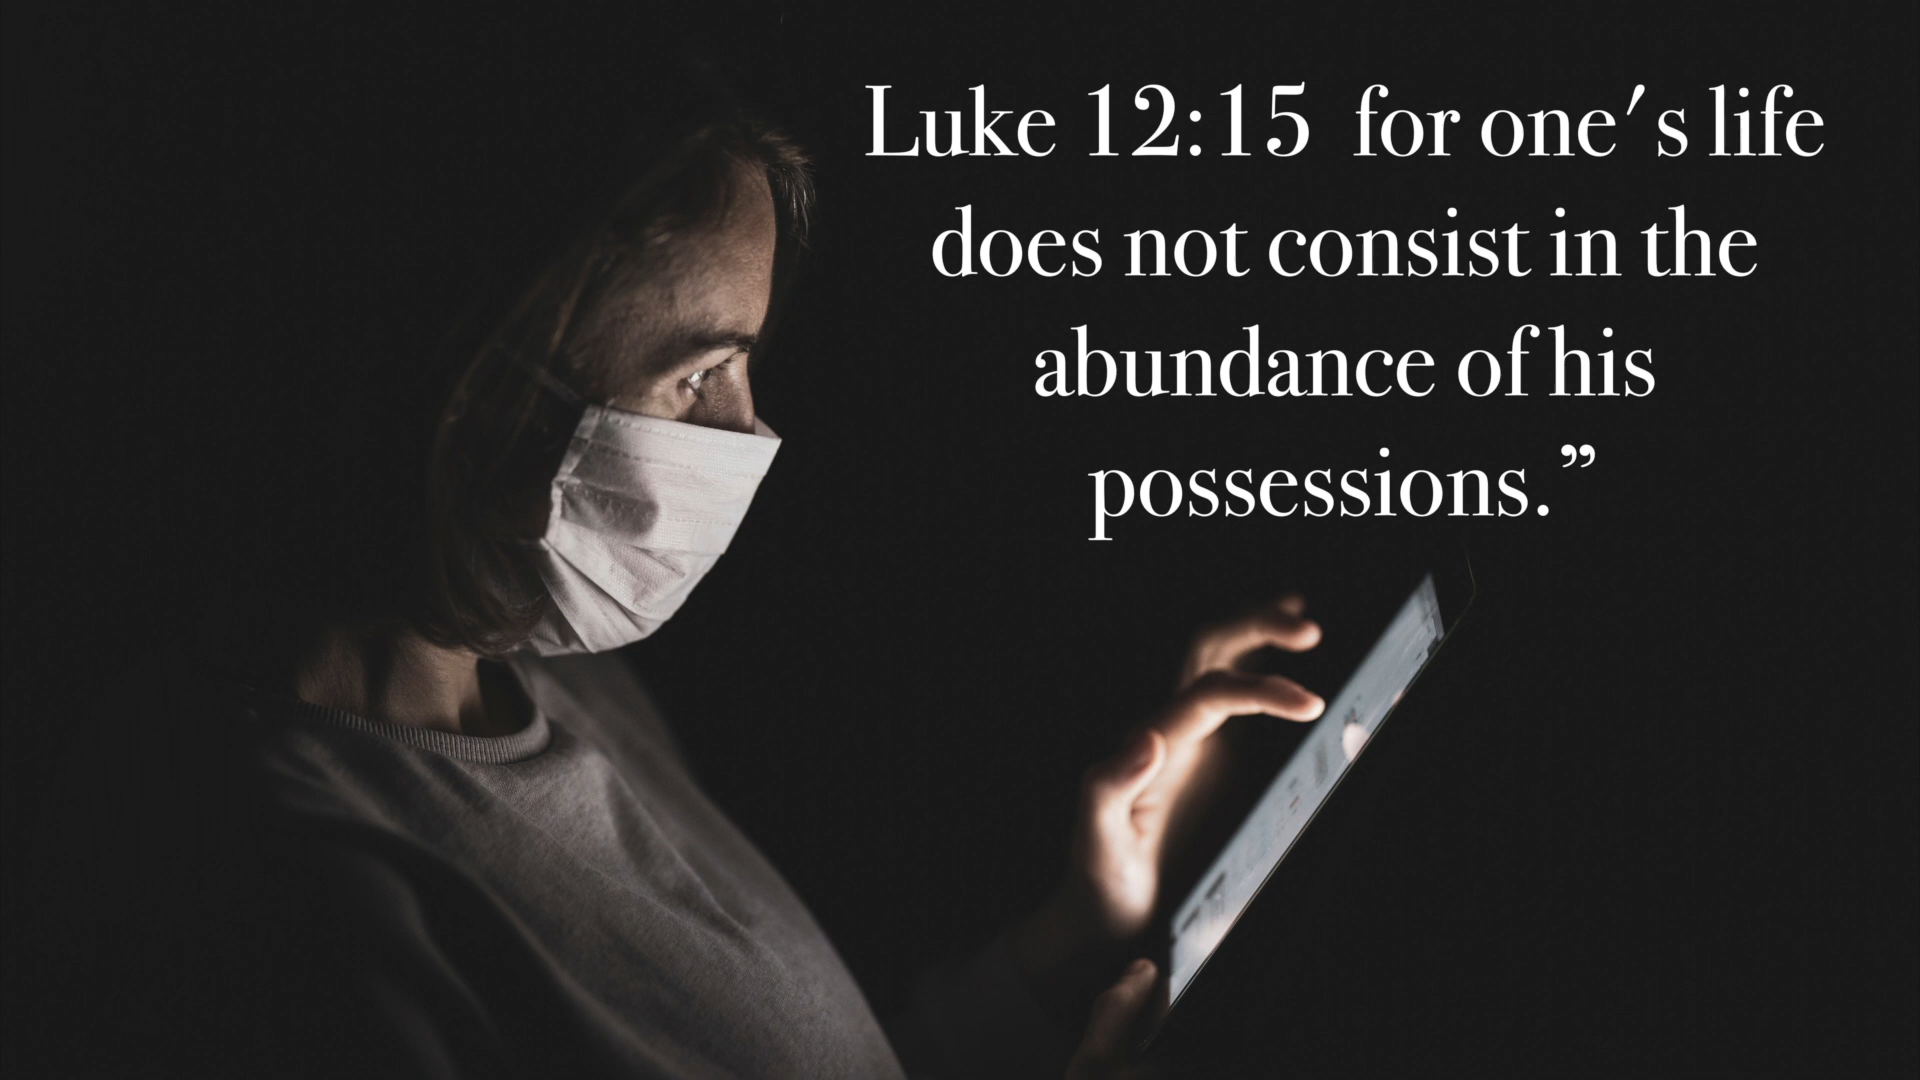 Luke 12:15  for one's life
does not consist in the
abundance of his
possessions.”